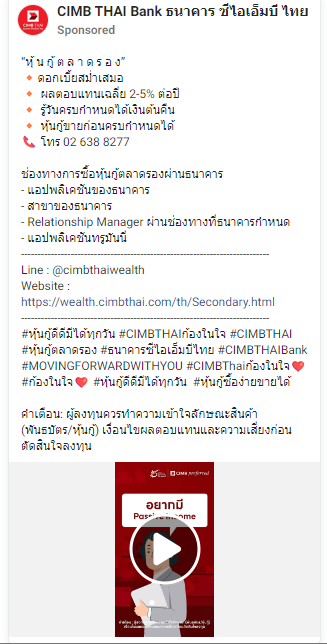 CIMB THAI Bank ธนาคาร ซีไอเอ็มบี ไทย
Sponsored
"หุ้ น กู้ ต ล า ด ร อ ง"
🔸 ดอกเบี้ยสม่ำเสมอ
🔸 ผลตอบแทนเฉลี่ย 2-5% ต่อปี
🔸 รู้วันครบกำหนดได้เงินต้นคืน
🔸 หุ้นกู้ขายก่อนครบกำหนดได้
📞 โทร 02 638 8277
ช่องทางการซื้อหุ้นกู้ตลาดรองผ่านธนาคาร
- แอปพลิเคชันของธนาคาร
- สาขาของธนาคาร
- Relationship Manager ผ่านช่องทางที่ธนาคารกำหนด
- แอปพลิเคชันทรูมันนี่
Line : @cimbthaiwealth
Website :
https://wealth.cimbthai.com/th/Secondary.html
#หุ้นกู้ดีดีมีได้ทุกวัน #CIMBTHAIก้องในใจ #CIMBTHAI
#หุ้นกู้ตลาดรอง #ธนาคารซีไอเอ็มบีไทย #CIMBTHAIBank
#MOVINGFORWARDWITHYOU #CIMBThaiก้องในใจ❤️
#ก้องในใจ❤️ #หุ้นกู้ดีดีมีได้ทุกวัน #หุ้นกู้ซื้อง่ายขายได้
คำเตือน: ผู้ลงทุนควรทำความเข้าใจลักษณะสินค้า
(พันธบัตร/หุ้นกู้) เงื่อนไขผลตอบแทนและความเสี่ยงก่อน
ตัดสินใจลงทุน
CIMB preferred
อยากมี
Passive Income